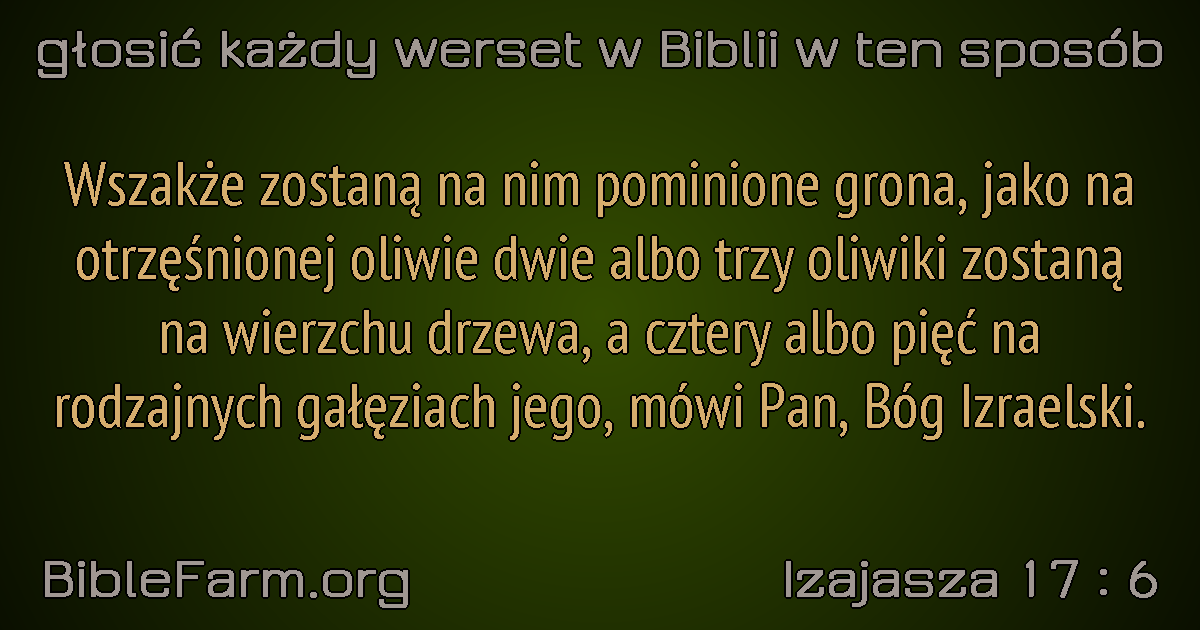 głosić każdy werset w Biblii w ten sposób
Wszakże zostaną na nim pominione grona, jako na
otrzęśnionej oliwie dwie albo trzy oliwiki zostaną
na wierzchu drzewa, a cztery albo pięć na
rodzajnych gałęziach jego, mówi Pan, Bóg Izraelski.
BibleFarm.org
Izajasza 17 : 6